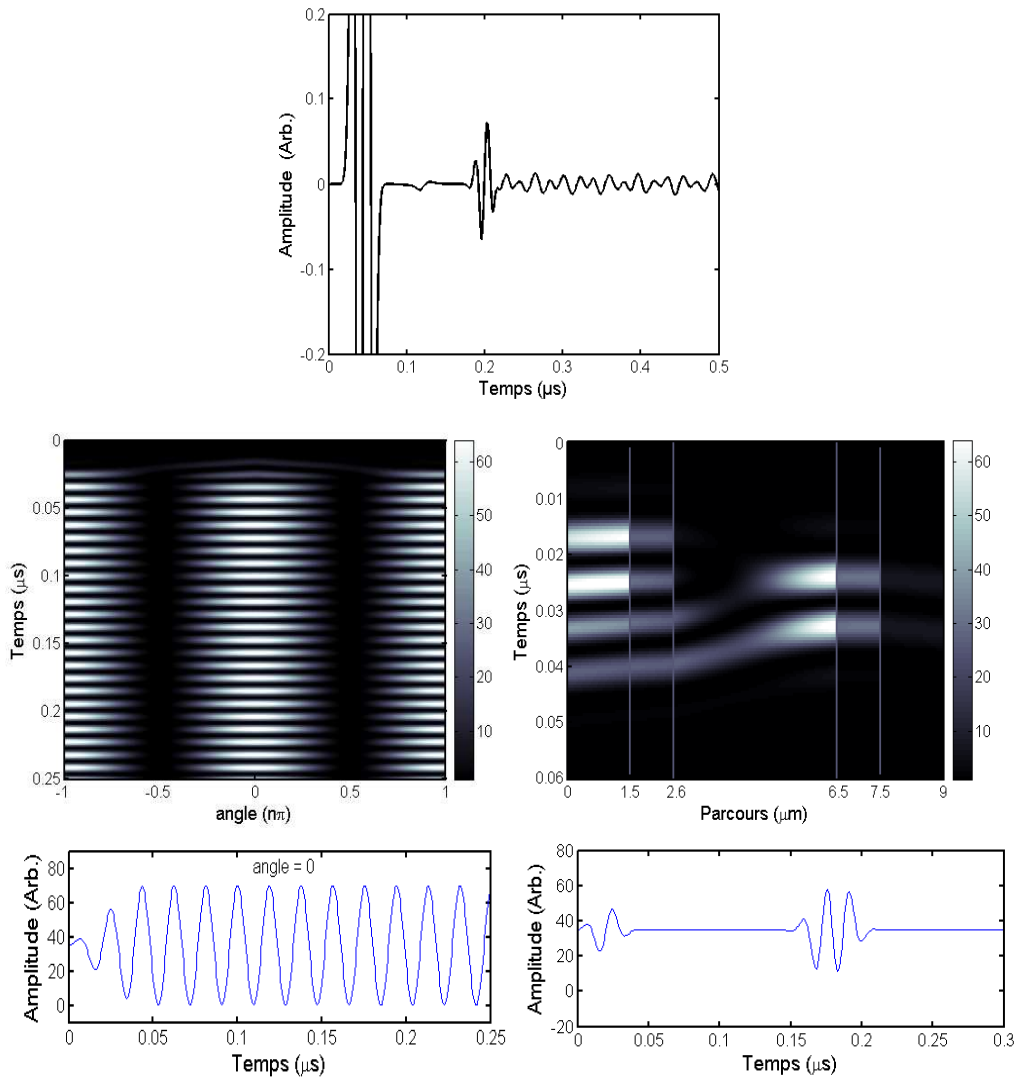 0.2
0.1
0
-0.1
-0.2
Amplitude (Arb.)
0 0.1 0.2 0.3 0.4 0.5
Temps (µs)
0
0.05
0.1
0.15
0.2
0.25
Temps (µs)
-1 -0.5 0 0.5 1
angle (nπ)
60
50
40
30
20
10
0
0.01
0.02
0.03
0.04
0.05
0.06
Temps (µs)
0 1.5 2.6 6.5 7.5 9
Parcours (µm)
60
50
40
30
20
10
80
60
40
20
0
Amplitude (Arb.)
angle = 0
0 0.05 0.1 0.15 0.2 0.25
Temps (µs)
80
60
40
20
0
-20
Amplitude (Arb.)
0 0.05 0.1 0.15 0.2 0.25 0.3
Temps (µs)